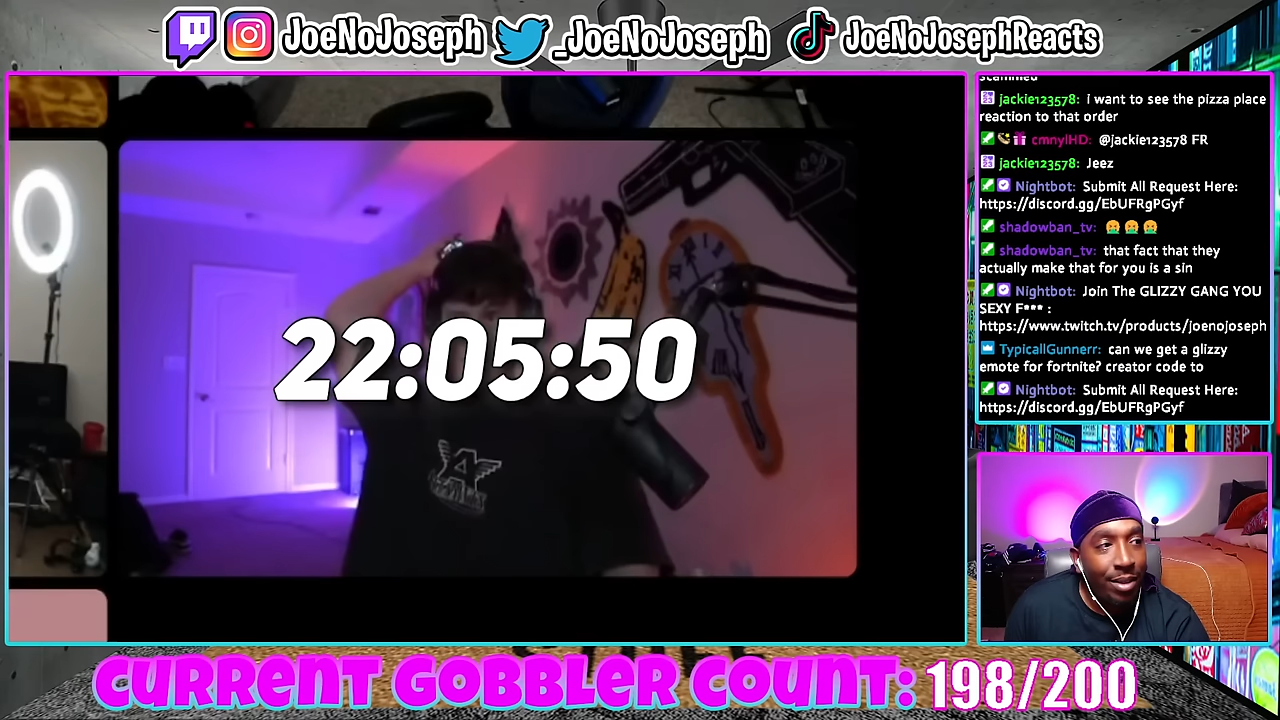 JoeNoJoseph
_JoeNoJoseph
JoeNoJosephReacts
jackie123578: i want to see the pizza place
reaction to that order
cmnylHD: @jackie123578 FR
jackie123578: Jeez
Nightbot: Submit All Request Here:
https://discord.gg/EbUFRgPGyf
shadowban_tv: 🤮 🤮 🤮
shadowban_tv: that fact that they
actually make that for you is a sin
Nightbot: Join The GLIZZY GANG YOU
SEXY F*** :
https://www.twitch.tv/products/joenojoseph
TypicallGunnerr: can we get a glizzy
emote for fortnite? creator code to
Nightbot: Submit All Request Here:
https://discord.gg/EbUFRgPGyf
22:05:50
CURRENT GOBBLER COUNT: 198/200